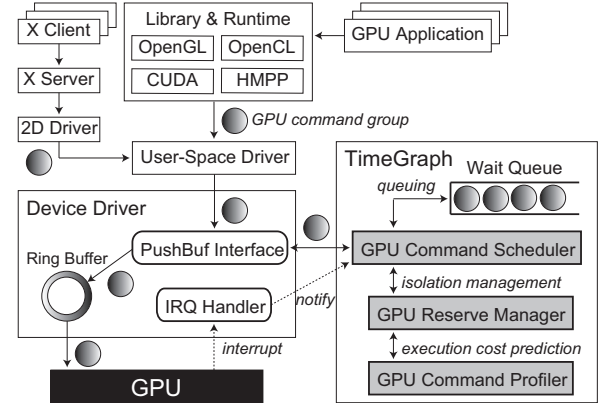 X Client
X Server
2D Driver
Library & Runtime
OpenGL
OpenCL
CUDA
HMPP
GPU Application
GPU command group
User-Space Driver
Device Driver
PushBuf Interface
Ring Buffer
IRQ Handler
notify
interrupt
GPU
TimeGraph
Wait Queue
queuing
GPU Command Scheduler
isolation management
GPU Reserve Manager
execution cost prediction
GPU Command Profiler